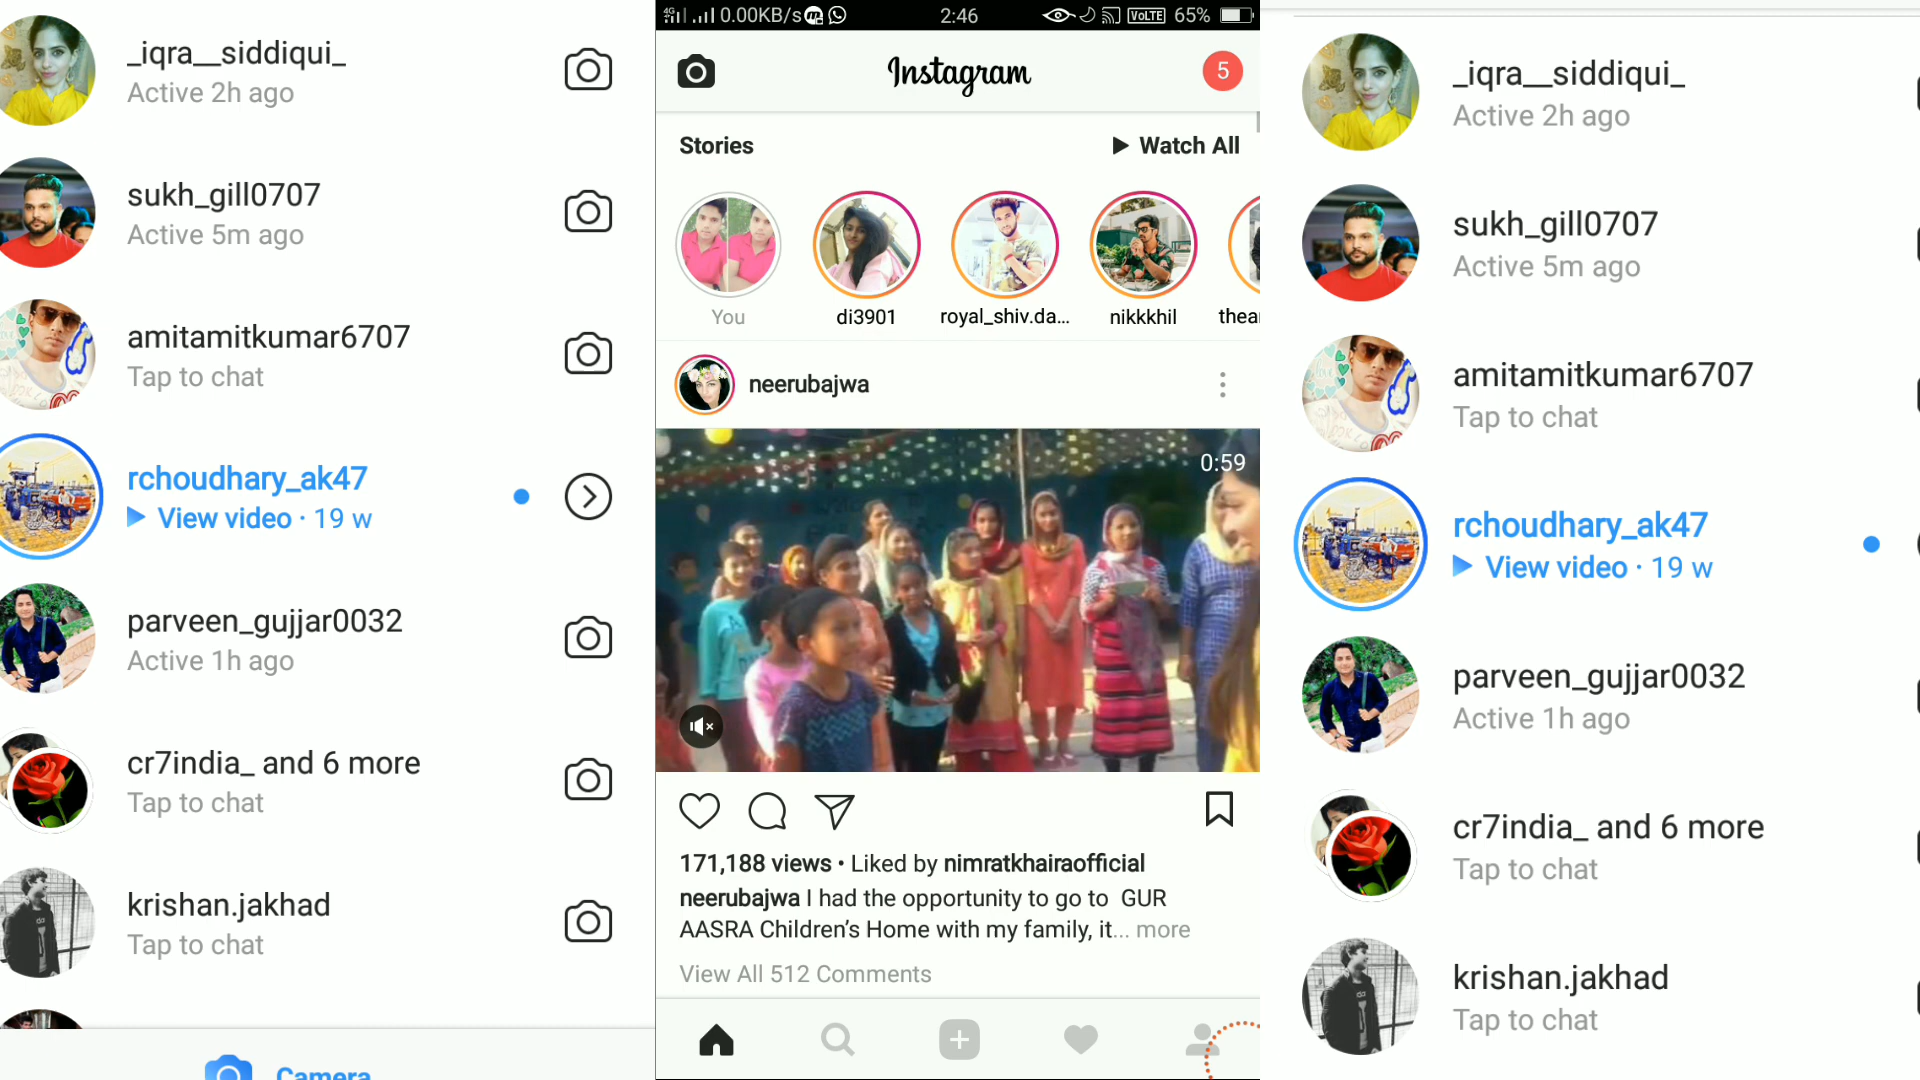 _iqra__siddiqui_
Active 2h ago
sukh_gill0707
Active 5m ago
amitamitkumar6707
Tap to chat
rchoudhary_ak47
View video · 19 w
parveen_gujjar0032
Active 1h ago
cr7india_ and 6 more
Tap to chat
krishan.jakhad
Tap to chat
Camera
4G 0.00KB/s 2:46 VoLTE 65%
Instagram 5
Stories Watch All
You di3901 royal_shiv.da... nikkkhil thear
neerubajwa
0:59
171,188 views • Liked by nimratkhairaofficial
neerubajwa I had the opportunity to go to GUR
AASRA Children’s Home with my family, it... more
View All 512 Comments
_iqra__siddiqui_
Active 2h ago
sukh_gill0707
Active 5m ago
amitamitkumar6707
Tap to chat
rchoudhary_ak47
View video · 19 w
parveen_gujjar0032
Active 1h ago
cr7india_ and 6 more
Tap to chat
krishan.jakhad
Tap to chat